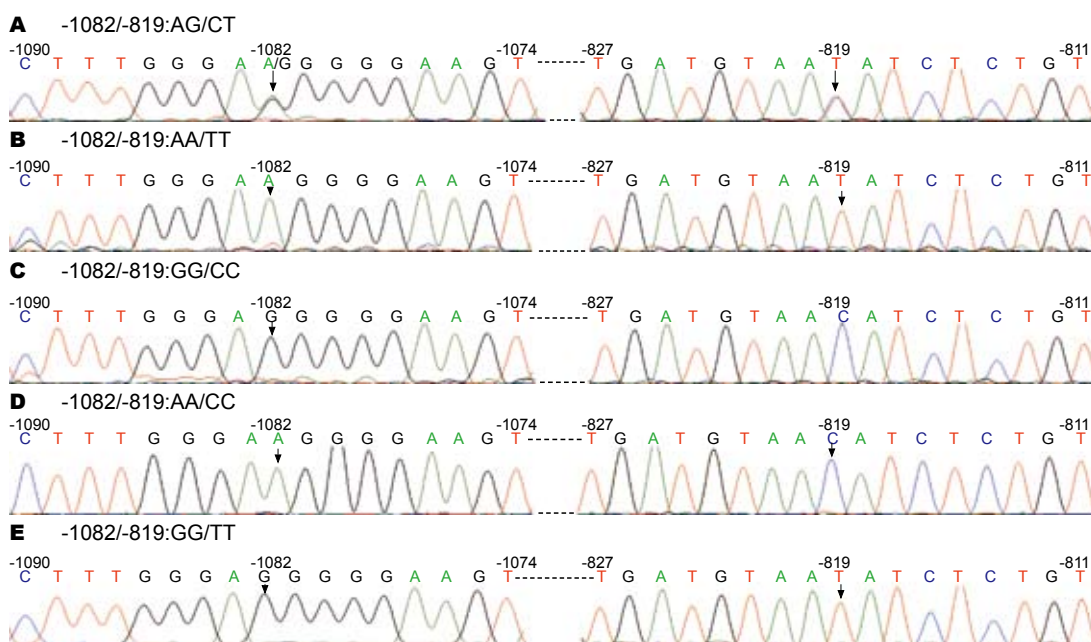 A -1082/-819:AG/CT
-1090 -1082 -1074 -827 -819 -811
C T T T G G G A A/G G G G G A A G T ------ T G A T G T A A T A T C T C T G T
B -1082/-819:AA/TT
-1090 -1082 -1074 -827 -819 -811
C T T T G G G A A G G G G A A G T ------ T G A T G T A A T A T C T C T G T
C -1082/-819:GG/CC
-1090 -1082 -1074 -827 -819 -811
C T T T G G G A G G G G G A A G T ------ T G A T G T A A C A T C T C T G T
D -1082/-819:AA/CC
-1090 -1082 -1074 -827 -819 -811
C T T T G G G A A G G G G A A G T ------ T G A T G T A A C A T C T C T G T
E -1082/-819:GG/TT
-1090 -1082 -1074 -827 -819 -811
C T T T G G G A G G G G G A A G T ------ T G A T G T A A T A T C T C T G T